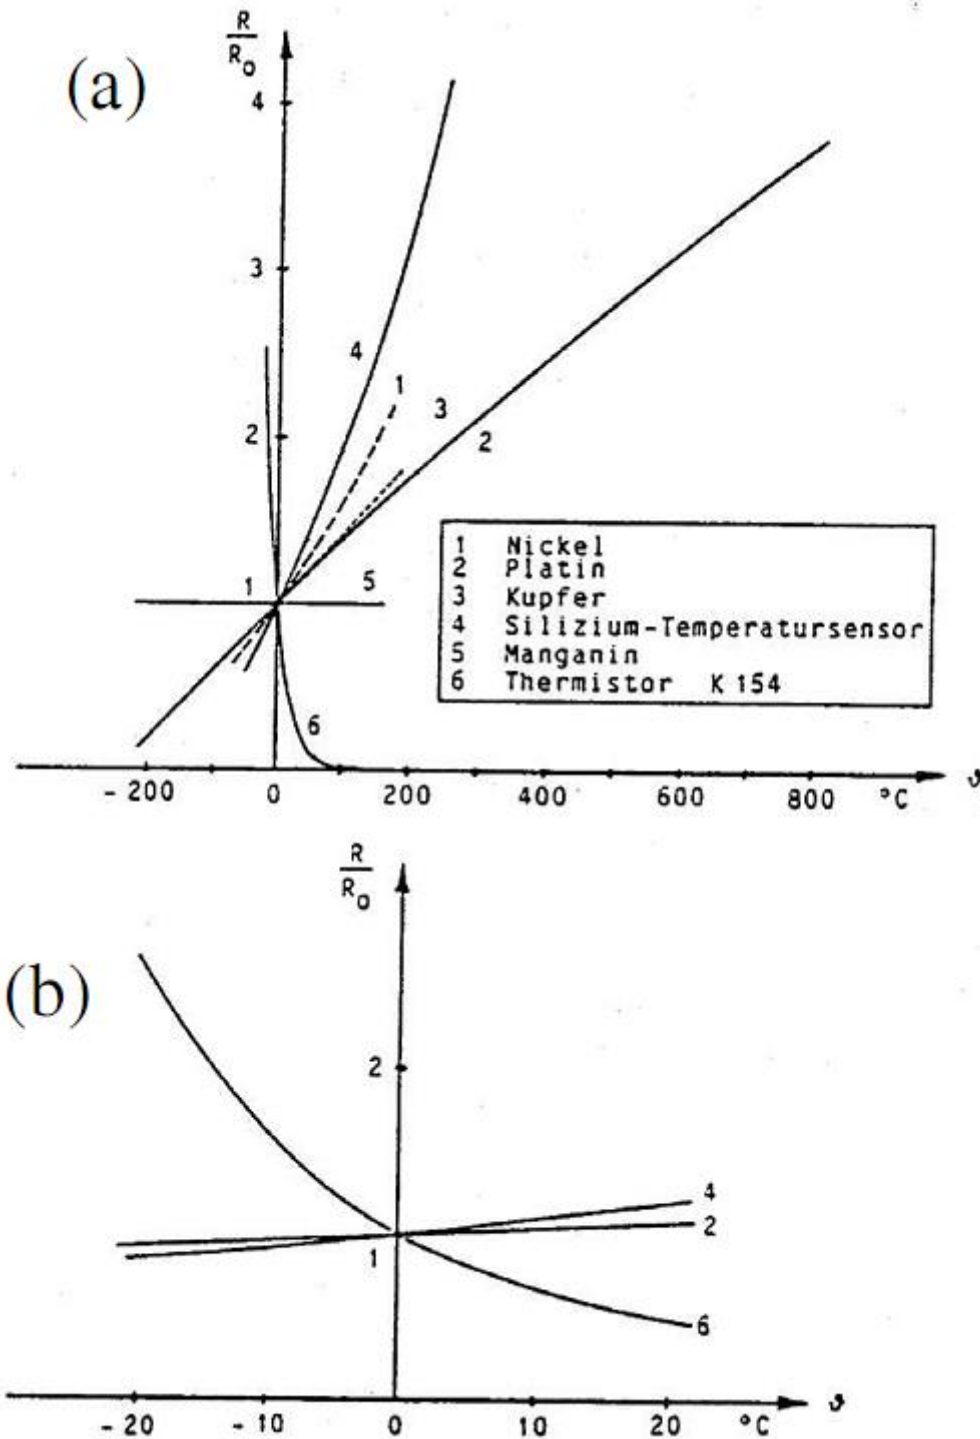 (a)
R
R0
4
3
4
1
3
2
2
1
5
1 Nickel
2 Platin
3 Kupfer
4 Silizium-Temperatursensor
5 Manganin
6 Thermistor K 154
6
-200 0 200 400 600 800 °C ϑ
(b)
R
R0
2
4
2
1
6
-20 -10 0 10 20 °C ϑ